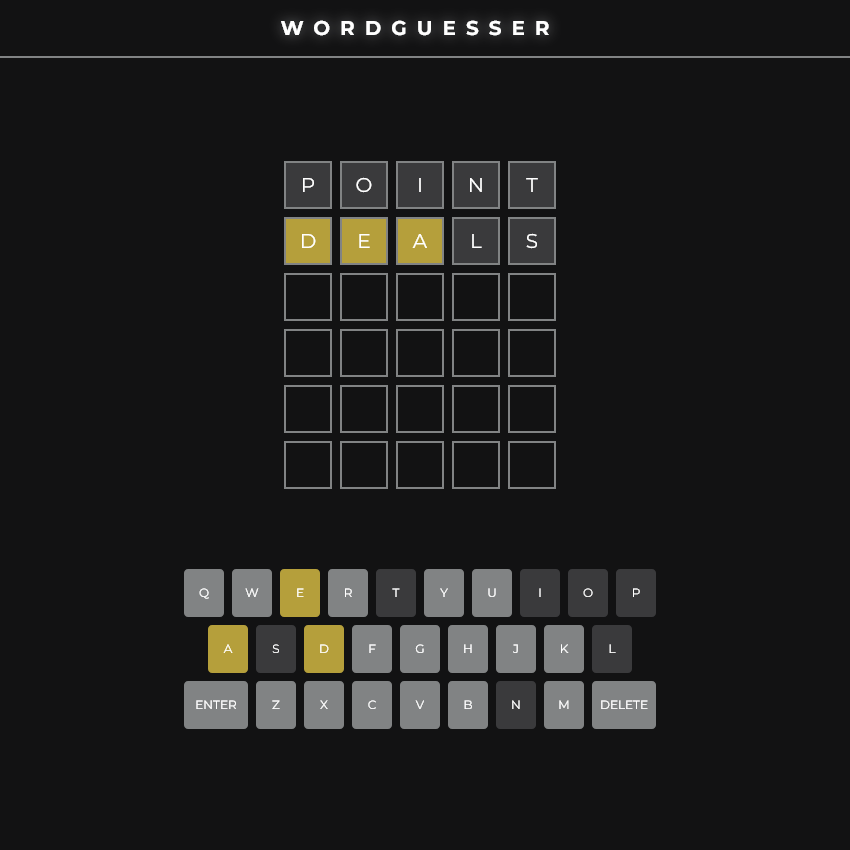 WORDGUESSER
P O I N T
D E A L S
Q W E R T Y U I O P
A S D F G H J K L
ENTER Z X C V B N M DELETE